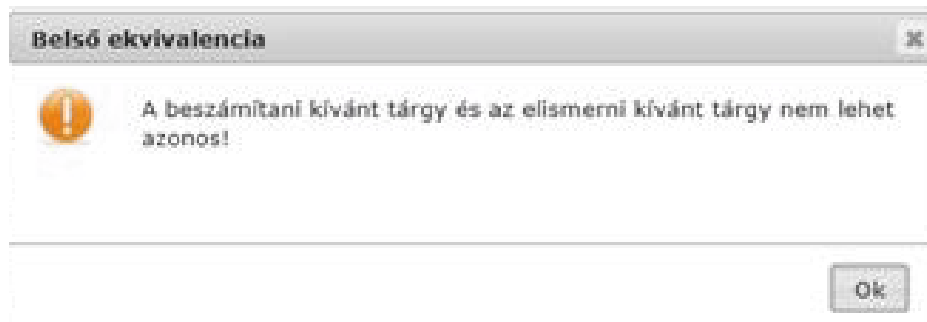 Belső ekvivalencia
A beszámítani kívánt tárgy és az elismerni kívánt tárgy nem lehet
azonos!
Ok